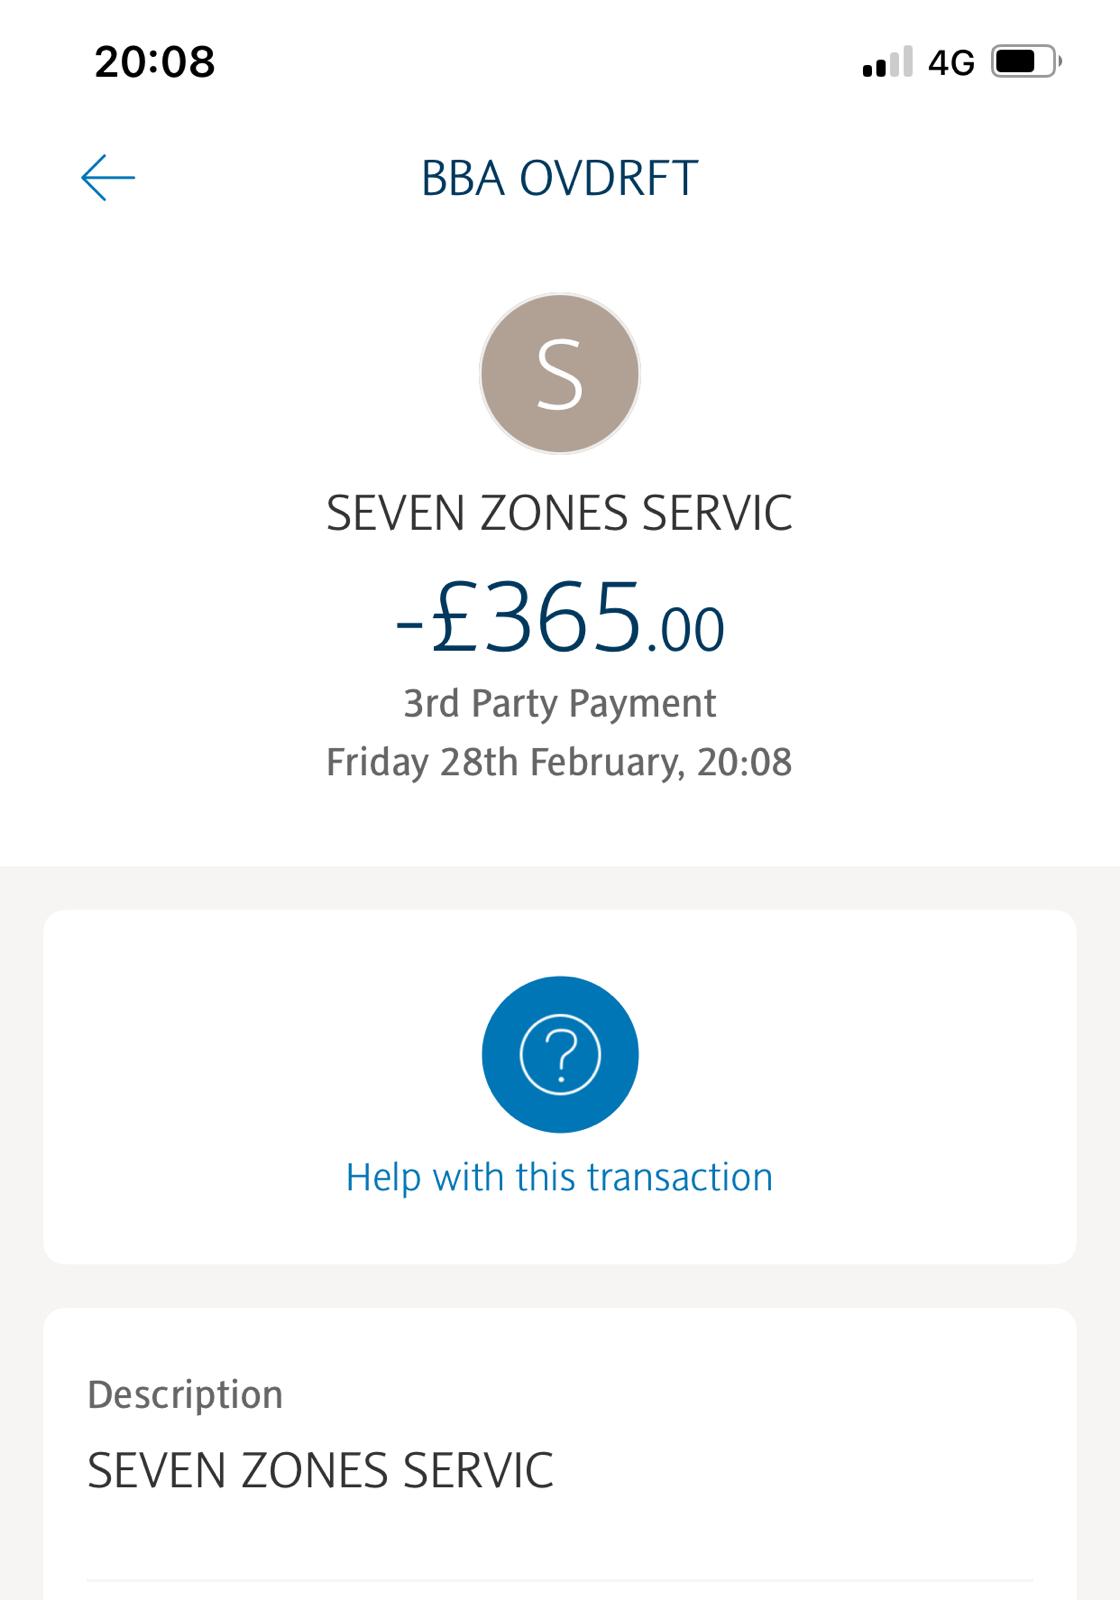 20:08
4G
BBA OVDRFT
S
SEVEN ZONES SERVIC
-£365.00
3rd Party Payment
Friday 28th February, 20:08
?
Help with this transaction
Description
SEVEN ZONES SERVIC